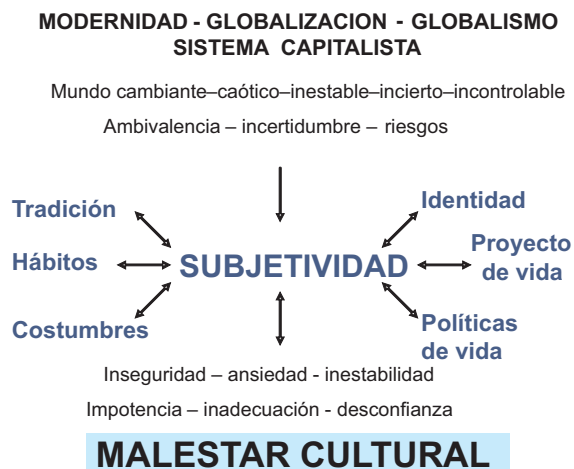 MODERNIDAD - GLOBALIZACION - GLOBALISMO
SISTEMA CAPITALISTA
Mundo cambiante–caótico–inestable–incierto–incontrolable
Ambivalencia – incertidumbre – riesgos
Tradición
Identidad
Hábitos
SUBJETIVIDAD
Proyecto
de vida
Costumbres
Políticas
de vida
Inseguridad – ansiedad - inestabilidad
Impotencia – inadecuación - desconfianza
MALESTAR CULTURAL